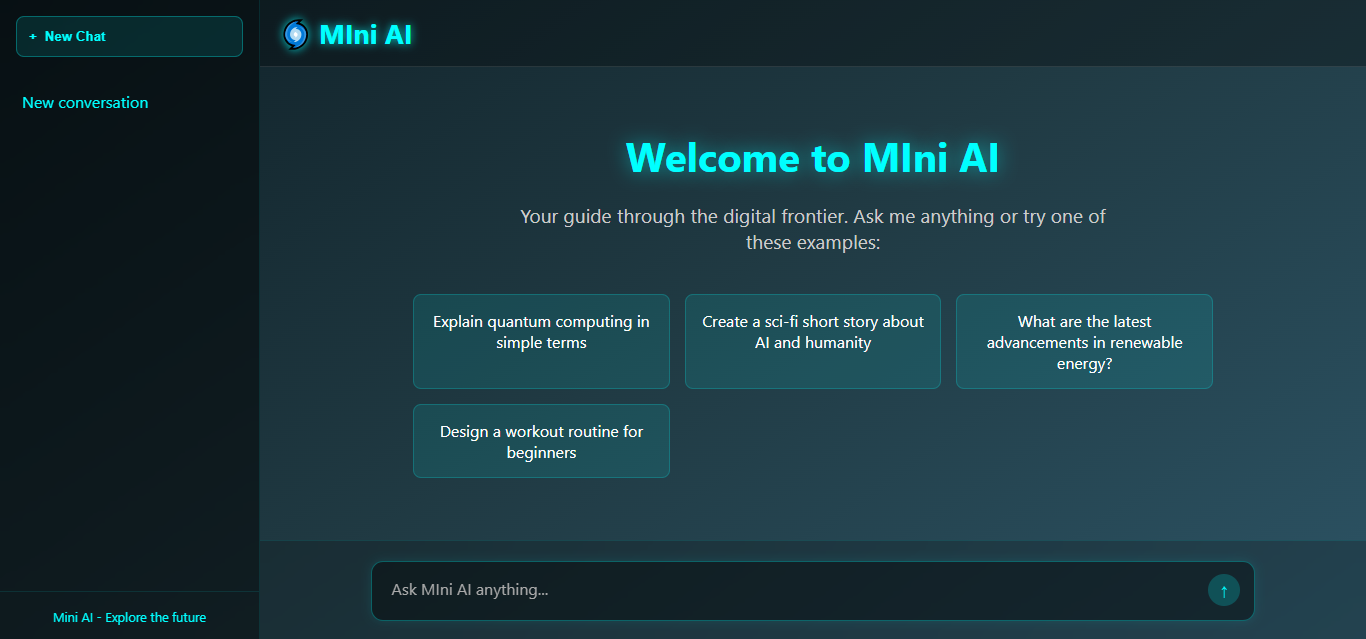 + New Chat
New conversation
Mini AI - Explore the future
MIni AI
Welcome to MIni AI
Your guide through the digital frontier. Ask me anything or try one of
these examples:
Explain quantum computing in
simple terms
Create a sci-fi short story about
AI and humanity
What are the latest
advancements in renewable
energy?
Design a workout routine for
beginners
Ask MIni AI anything...
↑